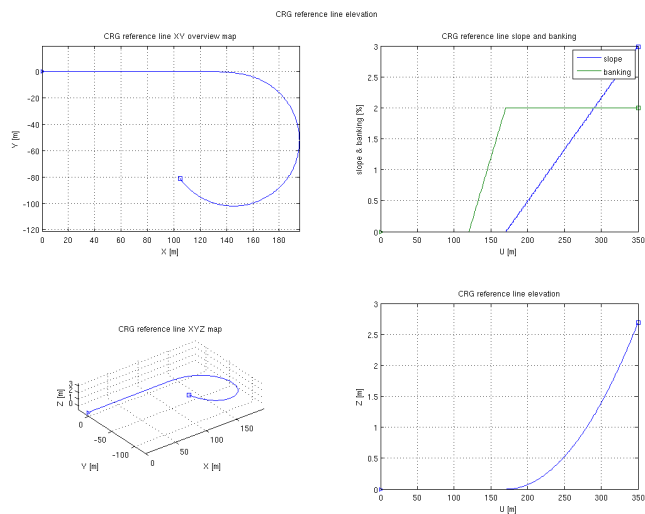 CRG reference line elevation
CRG reference line XY overview map
0
-20
-40
-60
-80
-100
-120
Y [m]
0 20 40 60 80 100 120 140 160 180
X [m]
CRG reference line slope and banking
slope
banking
3
2.5
2
1.5
1
0.5
0
slope & banking [%]
0 50 100 150 200 250 300 350
U [m]
CRG reference line XYZ map
3
2
1
0
Z [m]
0
-50
-100
Y [m]
0
50
100
150
X [m]
CRG reference line elevation
3
2.5
2
1.5
1
0.5
0
Z [m]
0 50 100 150 200 250 300 350
U [m]